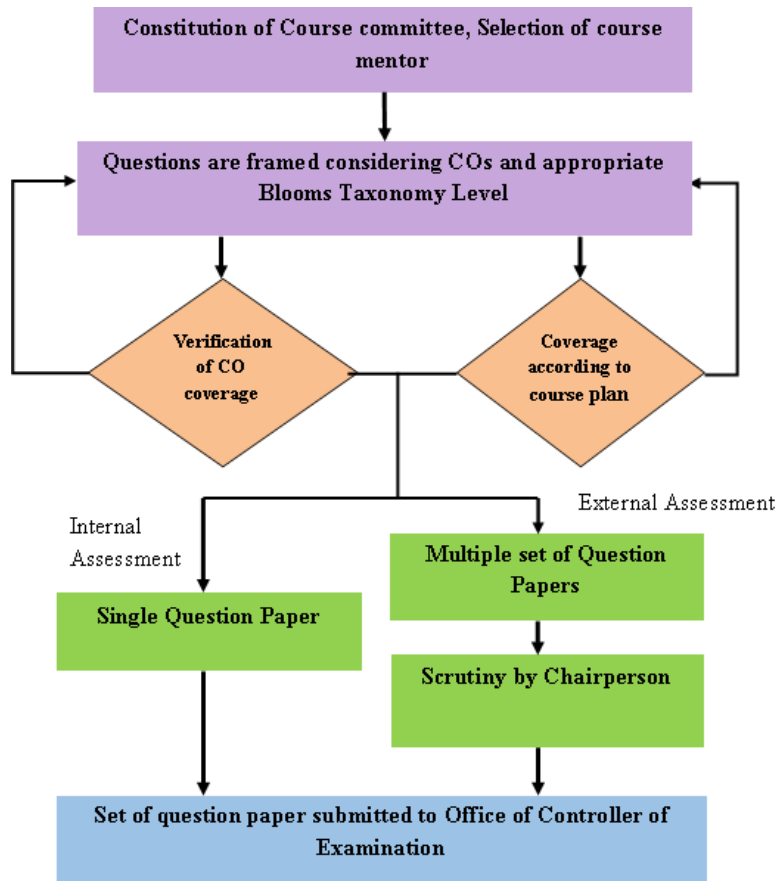 Constitution of Course committee, Selection of course
mentor
Questions are framed considering COs and appropriate
Blooms Taxonomy Level
Verification
of CO
coverage
Coverage
according to
course plan
Internal
Assessment
External Assessment
Single Question Paper
Multiple set of Question
Papers
Scrutiny by Chairperson
Set of question paper submitted to Office of Controller of
Examination